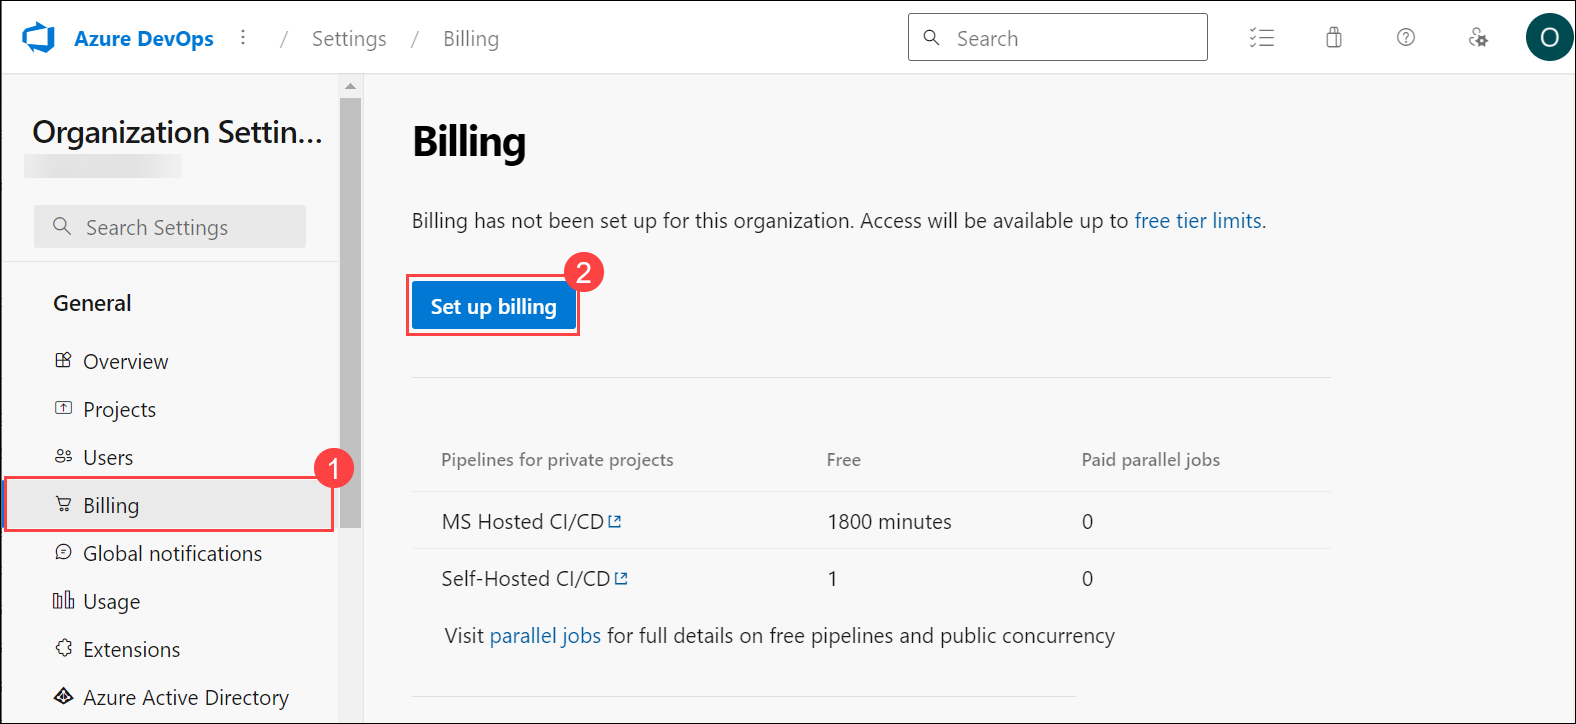 Azure DevOps / Settings / Billing
Search
O
Organization Settin...
Search Settings
General
Overview
Projects
Users
1
Billing
Global notifications
Usage
Extensions
Azure Active Directory
Billing
Billing has not been set up for this organization. Access will be available up to free tier limits.
2
Set up billing
Pipelines for private projects Free Paid parallel jobs
MS Hosted CI/CD 1800 minutes 0
Self-Hosted CI/CD 1 0
Visit parallel jobs for full details on free pipelines and public concurrency